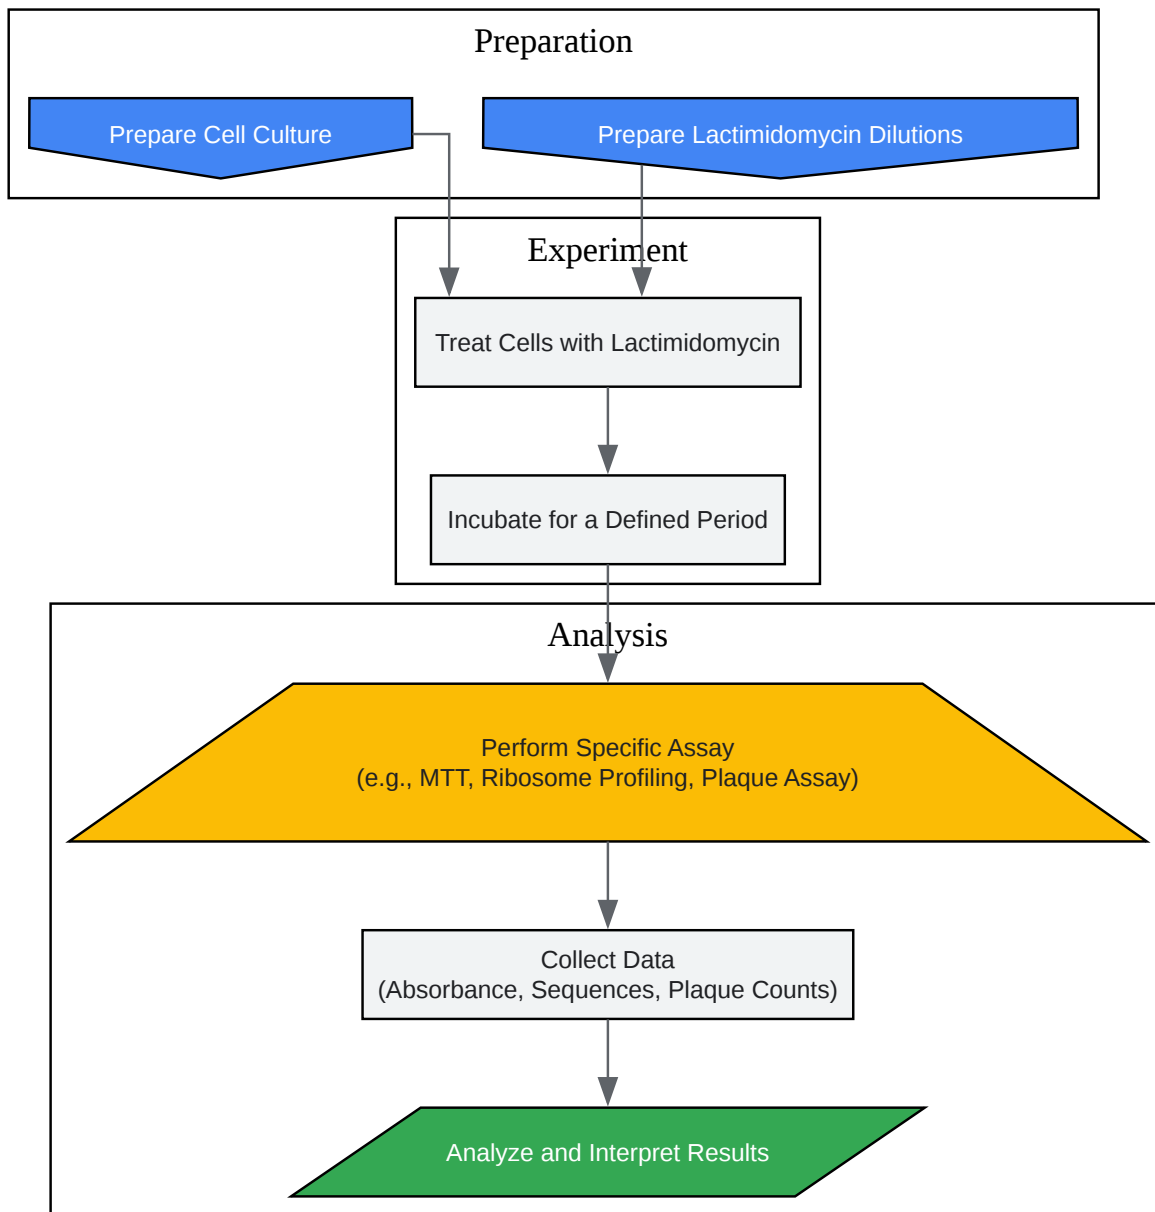 Preparation
Prepare Cell Culture
Prepare Lactimidomycin Dilutions
Experiment
Treat Cells with Lactimidomycin
Incubate for a Defined Period
Analysis
Perform Specific Assay
(e.g., MTT, Ribosome Profiling, Plaque Assay)
Collect Data
(Absorbance, Sequences, Plaque Counts)
Analyze and Interpret Results